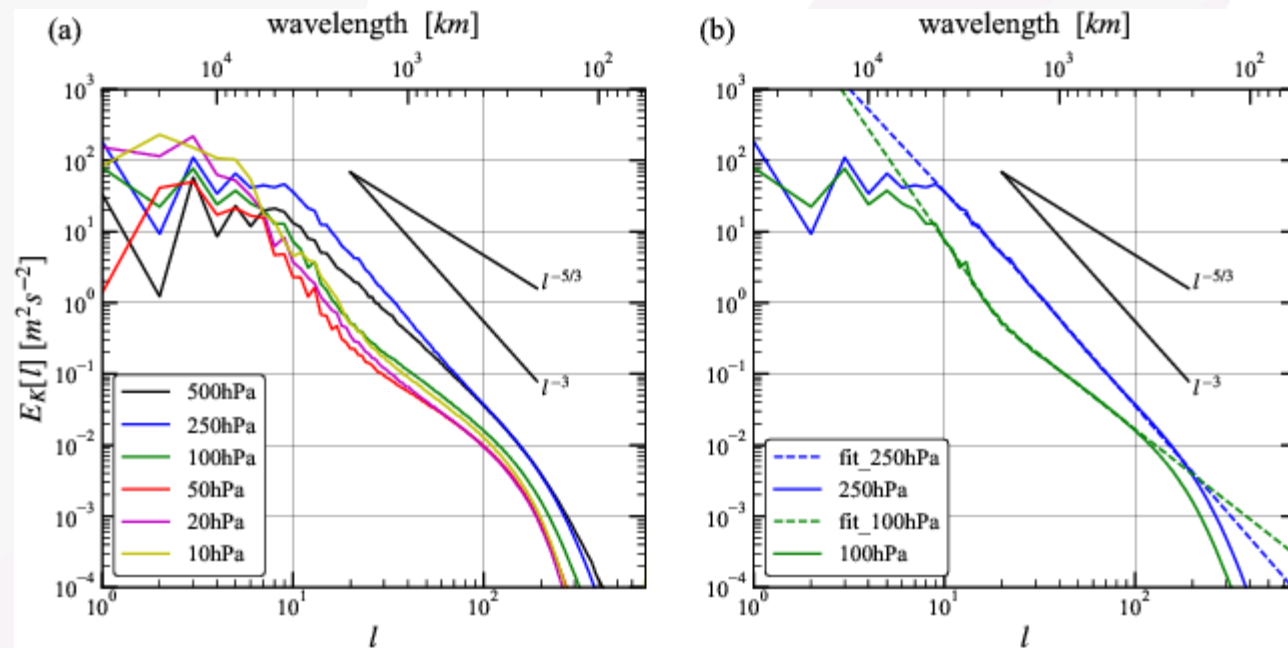 (a)
wavelength [km]
10^4 10^3 10^2
10^3
10^2
10^1
10^0
10^-1
10^-2
10^-3
10^-4
E_K[l] [m^2 s^-2]
l^-5/3
l^-3
500hPa
250hPa
100hPa
50hPa
20hPa
10hPa
10^0 10^1 10^2
l
(b)
wavelength [km]
10^4 10^3 10^2
10^3
10^2
10^1
10^0
10^-1
10^-2
10^-3
10^-4
l^-5/3
l^-3
fit_250hPa
250hPa
fit_100hPa
100hPa
10^0 10^1 10^2
l